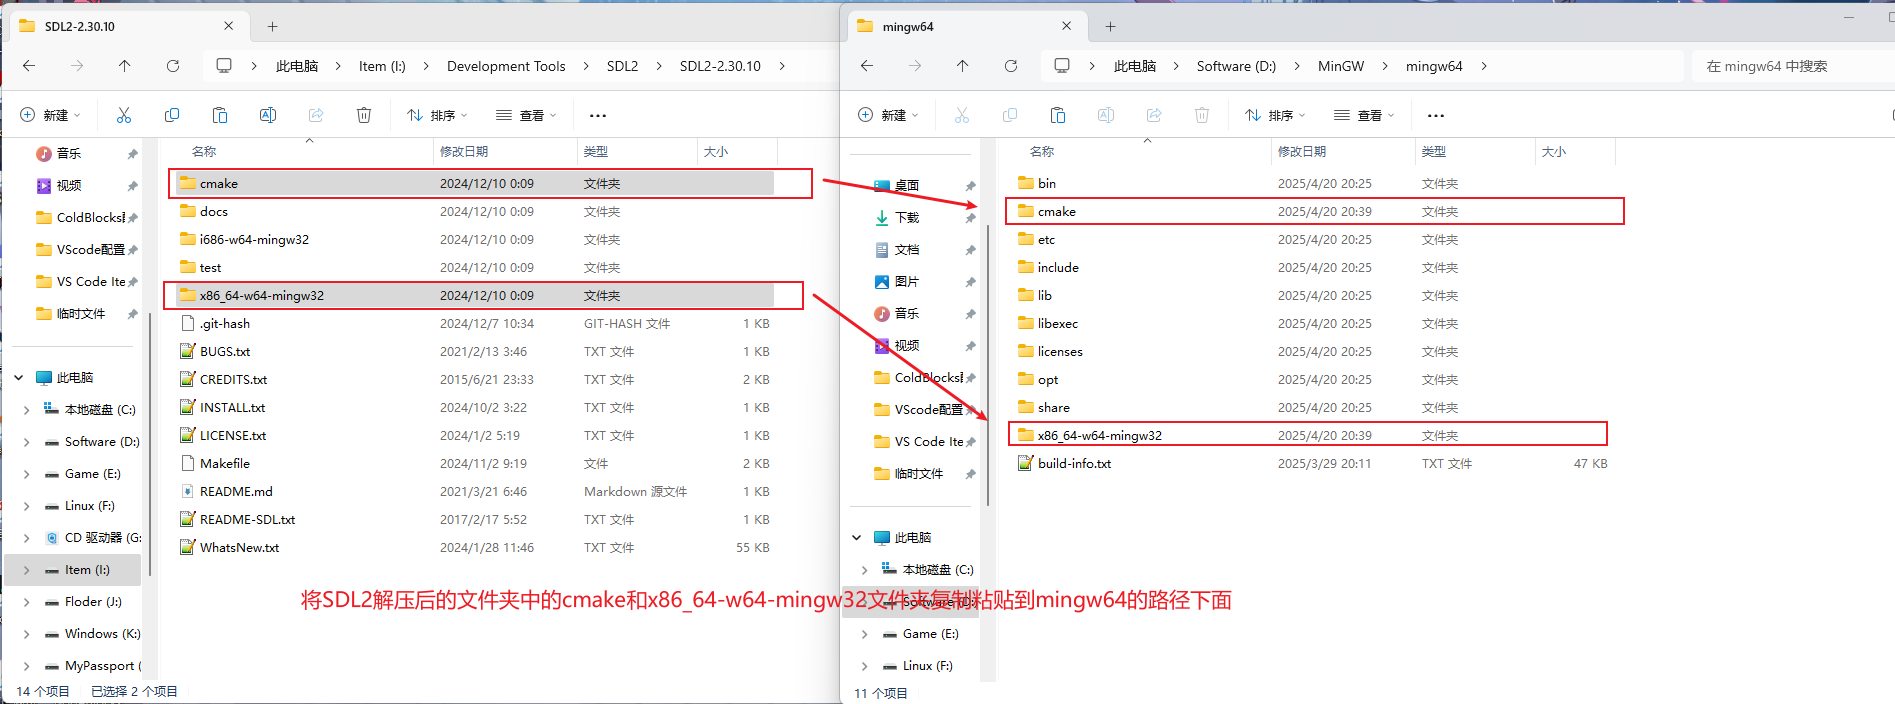 SDL2-2.30.10
此电脑 Item (I:) Development Tools SDL2 SDL2-2.30.10
新建 排序 查看
名称 修改日期 类型 大小
音乐
视频
ColdBlocks
VScode配置
VS Code Ite
临时文件
此电脑
本地磁盘 (C:)
Software (D:)
Game (E:)
Linux (F:)
CD 驱动器 (G:
Item (I:)
Floder (J:)
Windows (K:)
MyPassport (
cmake 2024/12/10 0:09 文件夹
docs 2024/12/10 0:09 文件夹
i686-w64-mingw32 2024/12/10 0:09 文件夹
test 2024/12/10 0:09 文件夹
x86_64-w64-mingw32 2024/12/10 0:09 文件夹
.git-hash 2024/12/7 10:34 GIT-HASH 文件 1 KB
BUGS.txt 2021/2/13 3:46 TXT 文件 1 KB
CREDITS.txt 2015/6/21 23:33 TXT 文件 2 KB
INSTALL.txt 2024/10/2 3:22 TXT 文件 1 KB
LICENSE.txt 2024/1/2 5:19 TXT 文件 1 KB
Makefile 2024/11/2 9:19 文件 2 KB
README.md 2021/3/21 6:46 Markdown 源文件 1 KB
README-SDL.txt 2017/2/17 5:52 TXT 文件 1 KB
WhatsNew.txt 2024/1/28 11:46 TXT 文件 55 KB
14 个项目 已选择 2 个项目
mingw64
此电脑 Software (D:) MinGW mingw64
在 mingw64 中搜索
新建 排序 查看
名称 修改日期 类型 大小
桌面
下载
文档
图片
音乐
视频
ColdBlocks
VScode配置
VS Code Ite
临时文件
此电脑
本地磁盘 (C:)
Software (D:
Game (E:)
Linux (F:)
bin 2025/4/20 20:25 文件夹
cmake 2025/4/20 20:39 文件夹
etc 2025/4/20 20:25 文件夹
include 2025/4/20 20:25 文件夹
lib 2025/4/20 20:25 文件夹
libexec 2025/4/20 20:25 文件夹
licenses 2025/4/20 20:25 文件夹
opt 2025/4/20 20:25 文件夹
share 2025/4/20 20:25 文件夹
x86_64-w64-mingw32 2025/4/20 20:39 文件夹
build-info.txt 2025/3/29 20:11 TXT 文件 47 KB
11 个项目
将SDL2解压后的文件夹中的cmake和x86_64-w64-mingw32文件夹复制粘贴到mingw64的路径下面